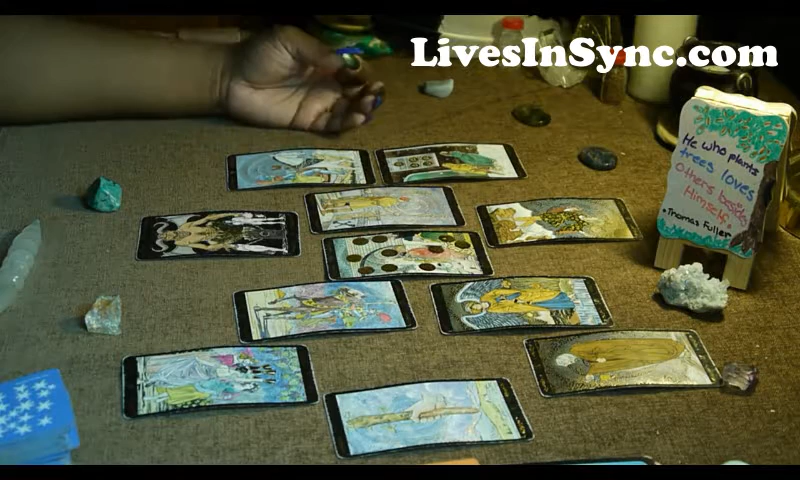 LivesInSync.com
He who plants
trees loves
others besides
Himself.
-Thomas Fuller